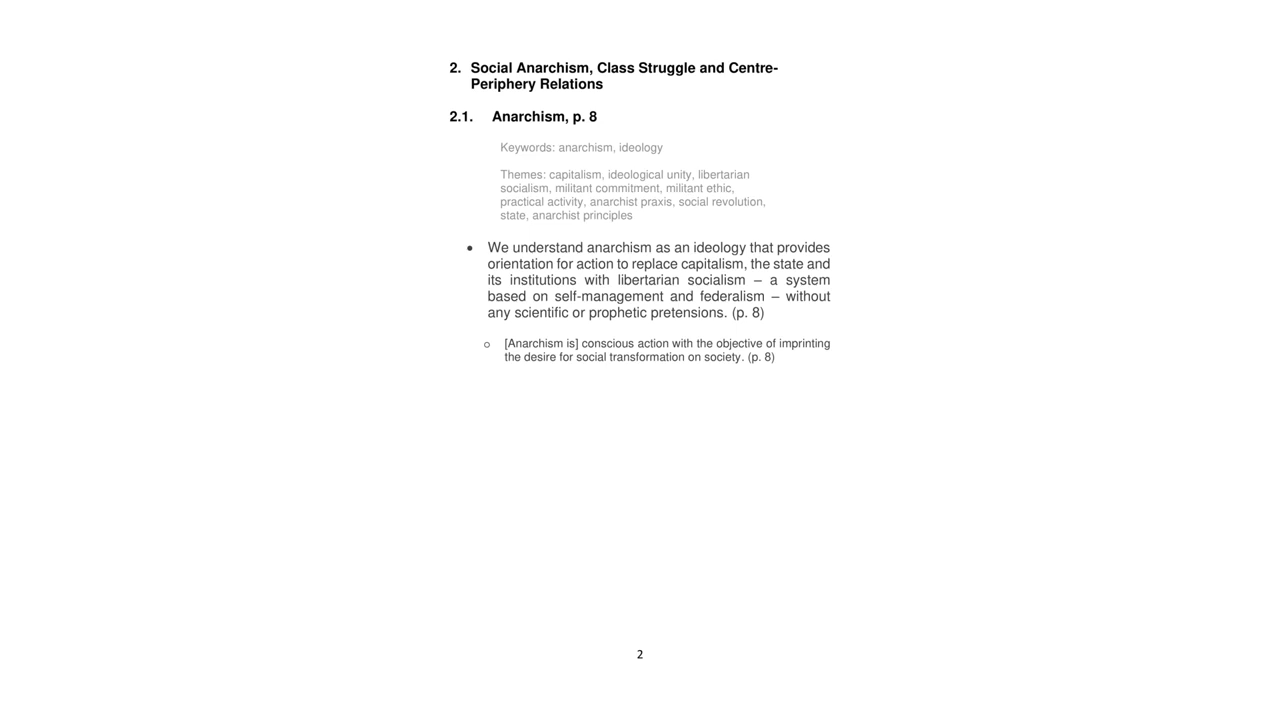 2. Social Anarchism, Class Struggle and Centre-
Periphery Relations
2.1. Anarchism, p. 8
Keywords: anarchism, ideology
Themes: capitalism, ideological unity, libertarian
socialism, militant commitment, militant ethic,
practical activity, anarchist praxis, social revolution,
state, anarchist principles
• We understand anarchism as an ideology that provides
orientation for action to replace capitalism, the state and
its institutions with libertarian socialism – a system
based on self-management and federalism – without
any scientific or prophetic pretensions. (p. 8)
o [Anarchism is] conscious action with the objective of imprinting
the desire for social transformation on society. (p. 8)
2